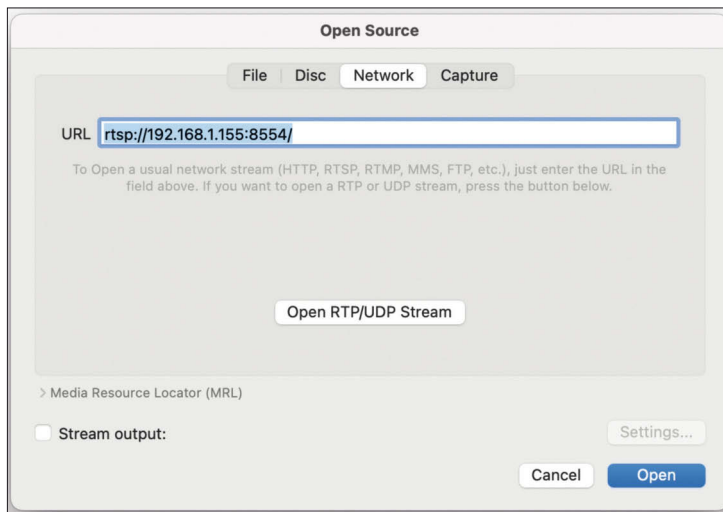 Open Source
File Disc Network Capture
URL rtsp://192.168.1.155:8554/
To Open a usual network stream (HTTP, RTSP, RTMP, MMS, FTP, etc.), just enter the URL in the
field above. If you want to open a RTP or UDP stream, press the button below.
Open RTP/UDP Stream
> Media Resource Locator (MRL)
Stream output:
Settings...
Cancel Open